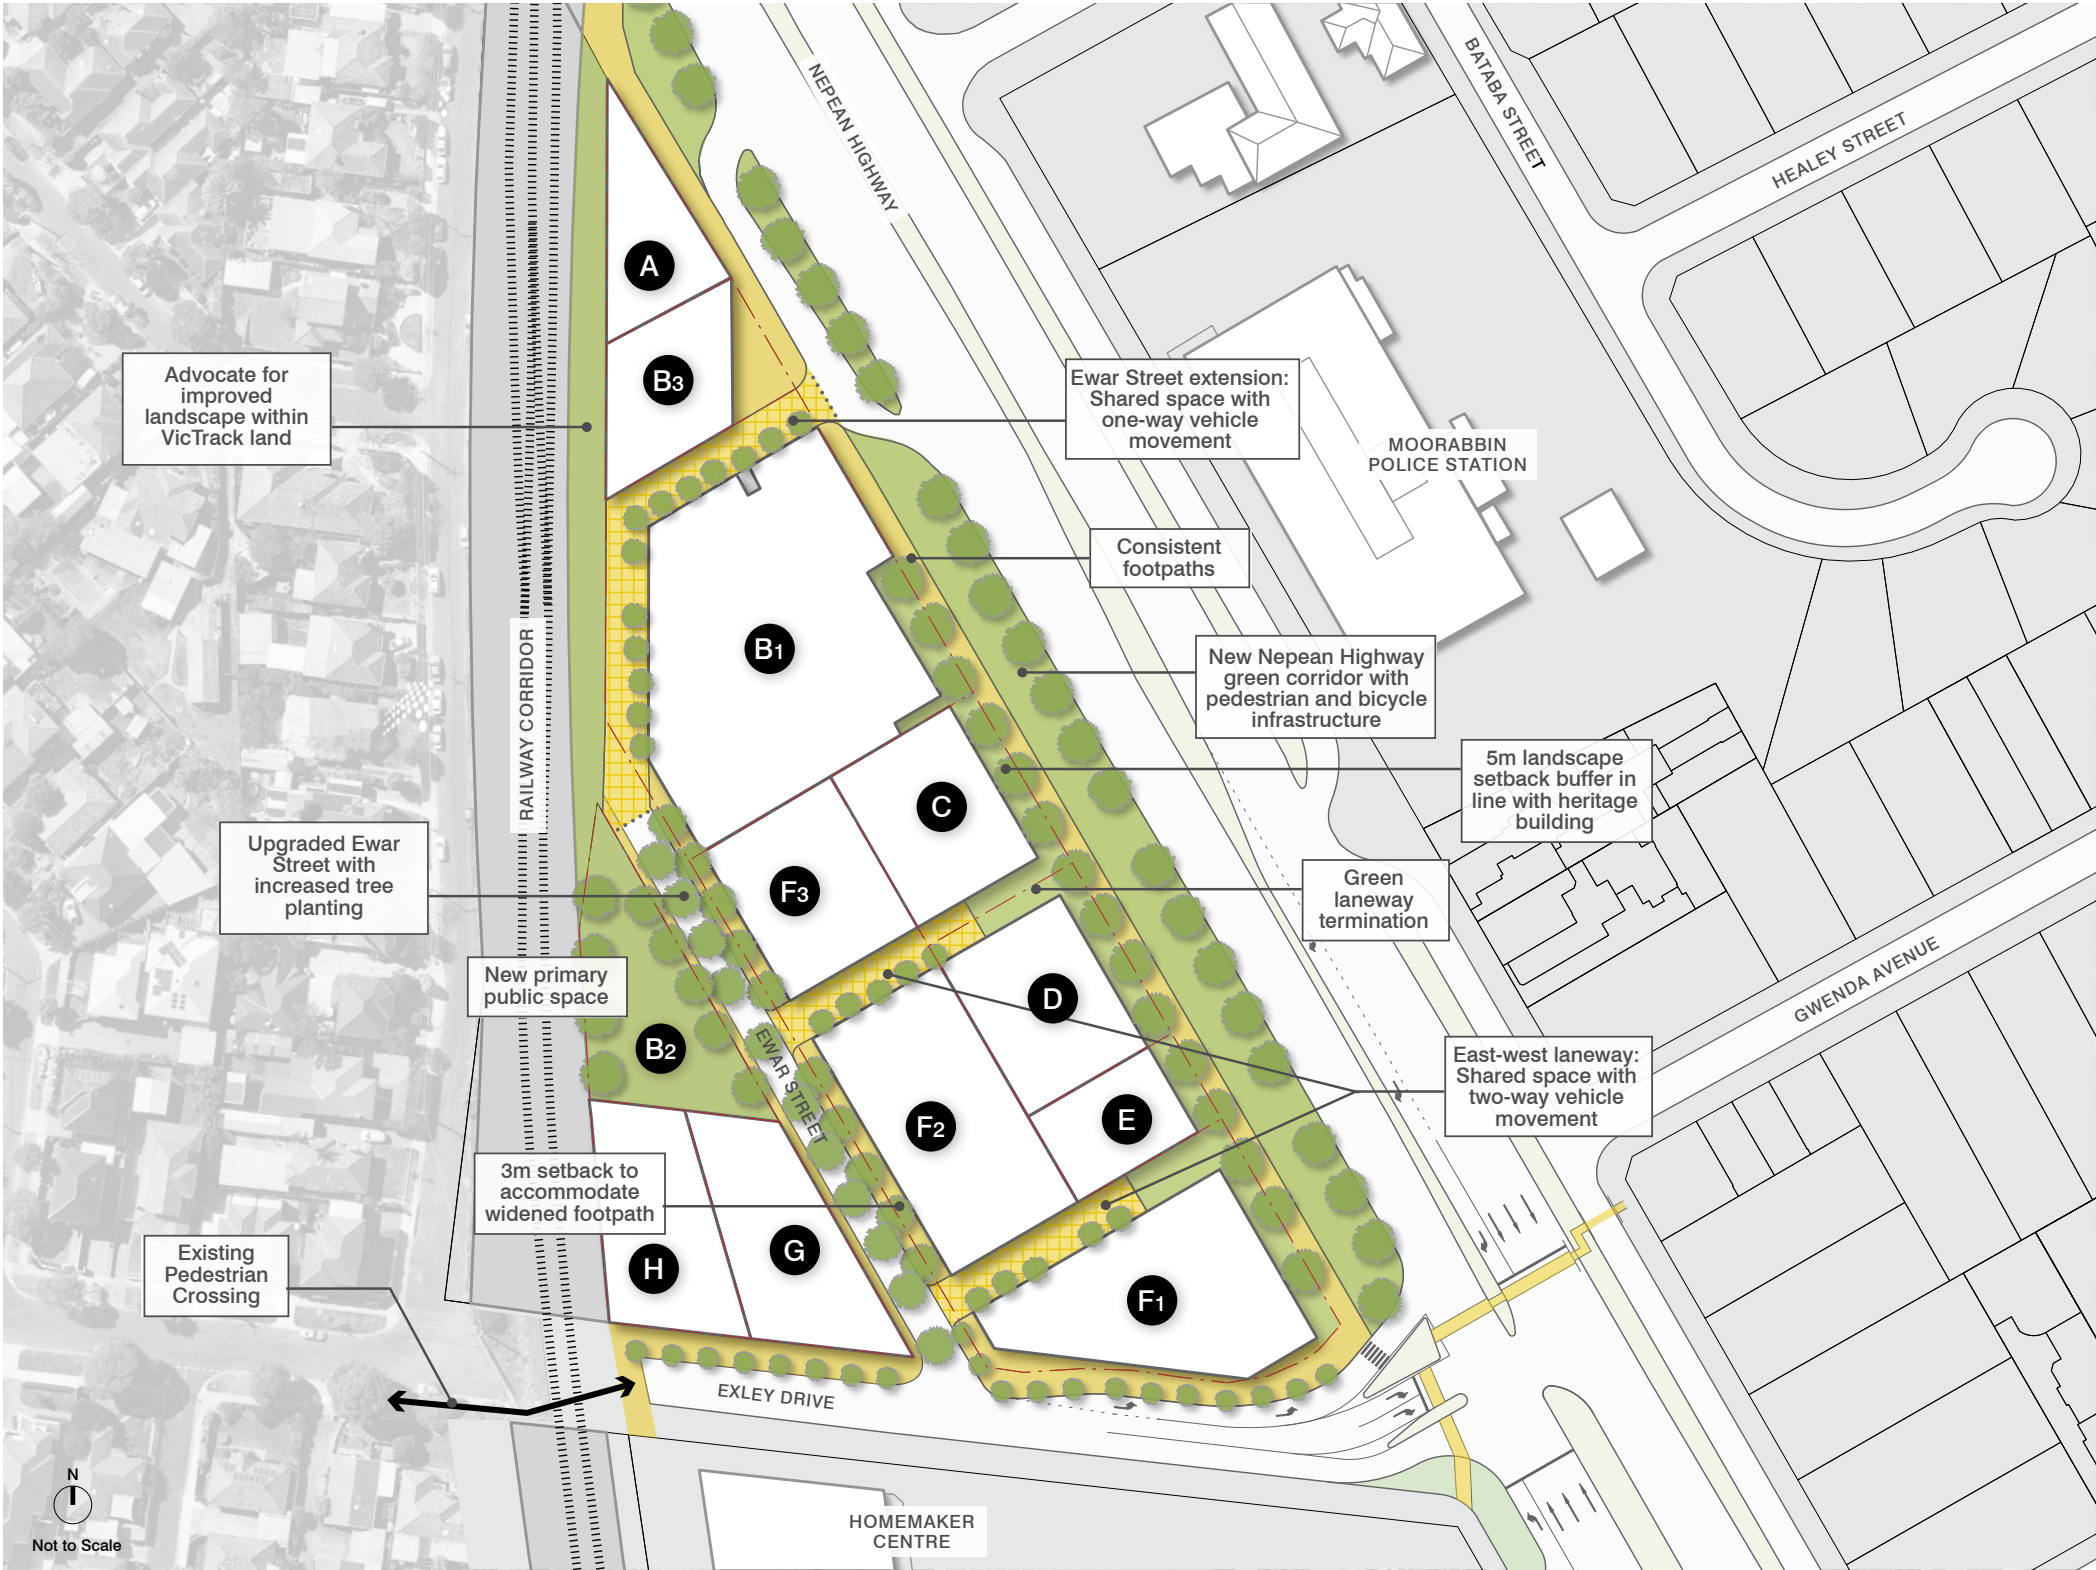 NEPEAN HIGHWAY
BATABA STREET
HEALEY STREET
A
B3
Advocate for
improved
landscape within
VicTrack land
Ewar Street extension:
Shared space with
one-way vehicle
movement
MOORABBIN
POLICE STATION
Consistent
footpaths
B1
RAILWAY CORRIDOR
New Nepean Highway
green corridor with
pedestrian and bicycle
infrastructure
5m landscape
setback buffer in
line with heritage
building
C
Upgraded Ewar
Street with
increased tree
planting
F3
Green
laneway
termination
New primary
public space
D
GWENDA AVENUE
B2
EWAR STREET
East-west laneway:
Shared space with
two-way vehicle
movement
F2
E
3m setback to
accommodate
widened footpath
Existing
Pedestrian
Crossing
H
G
F1
EXLEY DRIVE
N
Not to Scale
HOMEMAKER
CENTRE